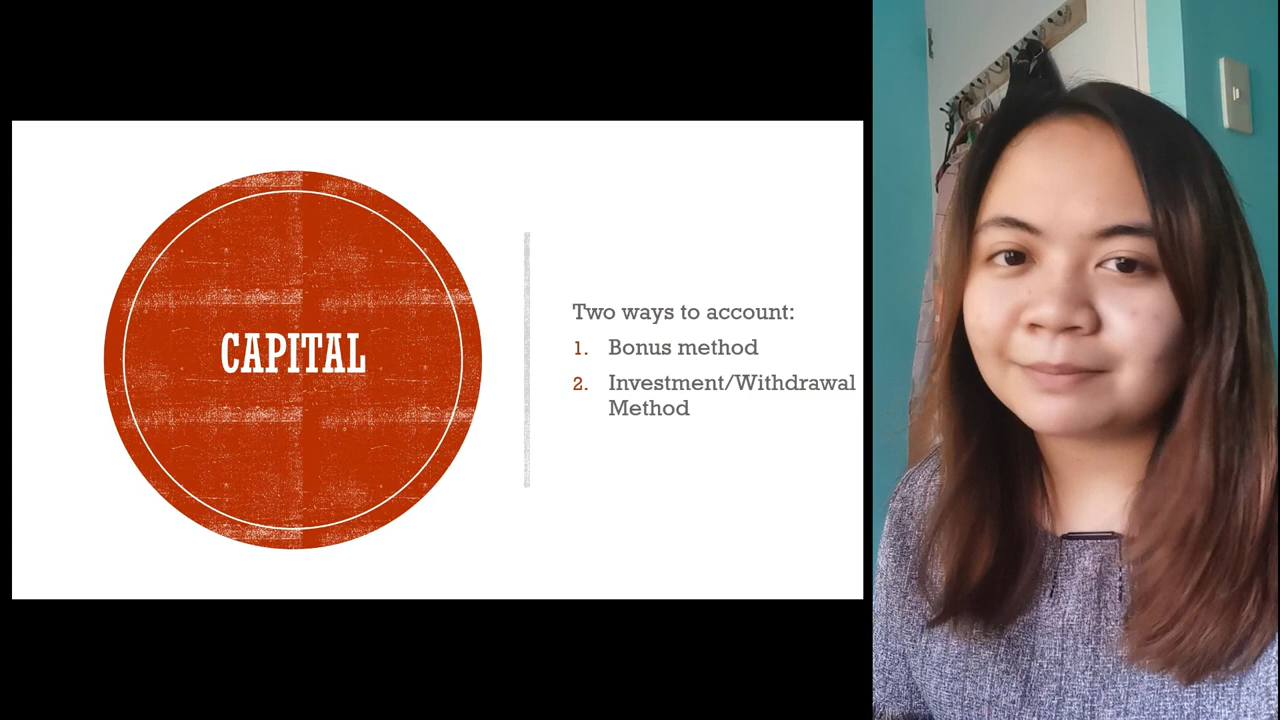 CAPITAL
Two ways to account:
1. Bonus method
2. Investment/Withdrawal
Method